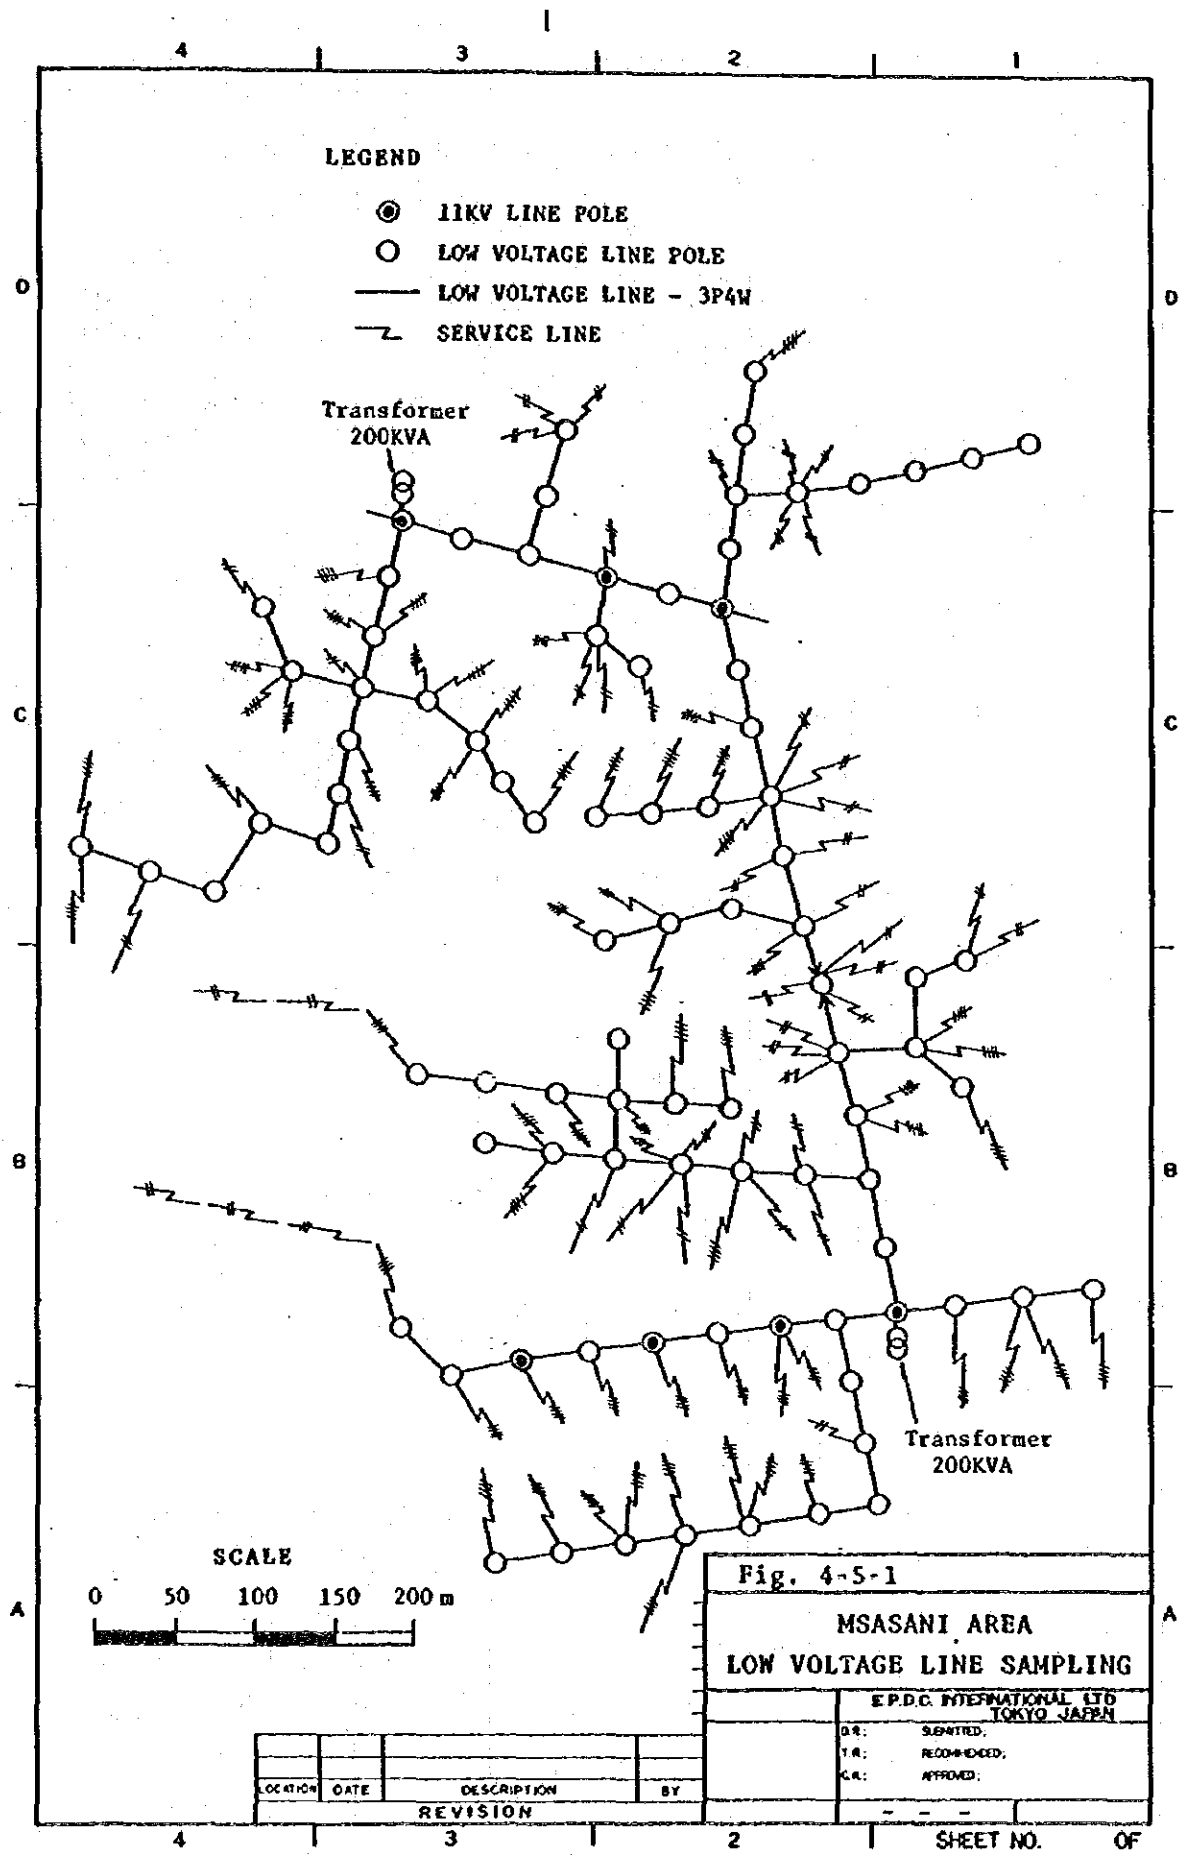 4 3 2 1
LEGEND
11KV LINE POLE
LOW VOLTAGE LINE POLE
LOW VOLTAGE LINE - 3P4W
SERVICE LINE
D D
Transformer
200KVA
C C
B B
Transformer
200KVA
SCALE
0 50 100 150 200 m
A A
Fig. 4-5-1
MSASANI AREA
LOW VOLTAGE LINE SAMPLING
E.P.D.C. INTERNATIONAL LTD
TOKYO JAPAN
D.R.; SUBMITTED;
T.R.; RECOMMENDED;
C.R.; APPROVED;
LOCATION DATE DESCRIPTION BY
REVISION
- - -
4 3 2 SHEET NO. OF